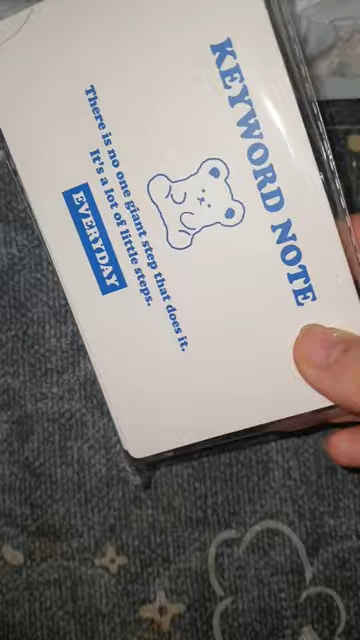 KEYWORD NOTE
There is no one giant step that does it.
It's a lot of little steps.
EVERYDAY